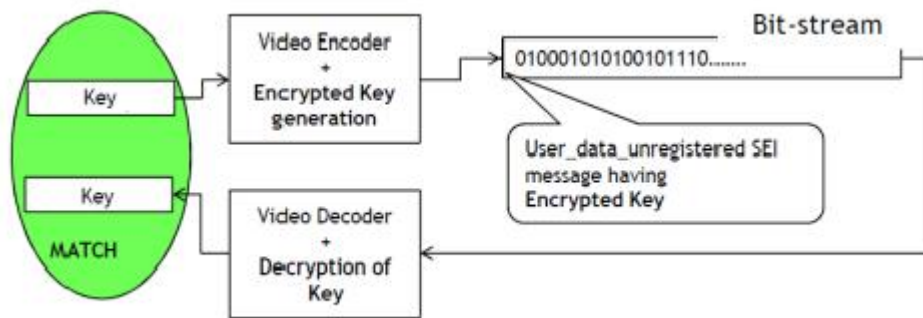 Bit-stream
Video Encoder
+
Encrypted Key
generation
010001010100101110.......
Key
User_data_unregistered SEI
message having
Encrypted Key
Key
Video Decoder
+
Decryption of
Key
MATCH